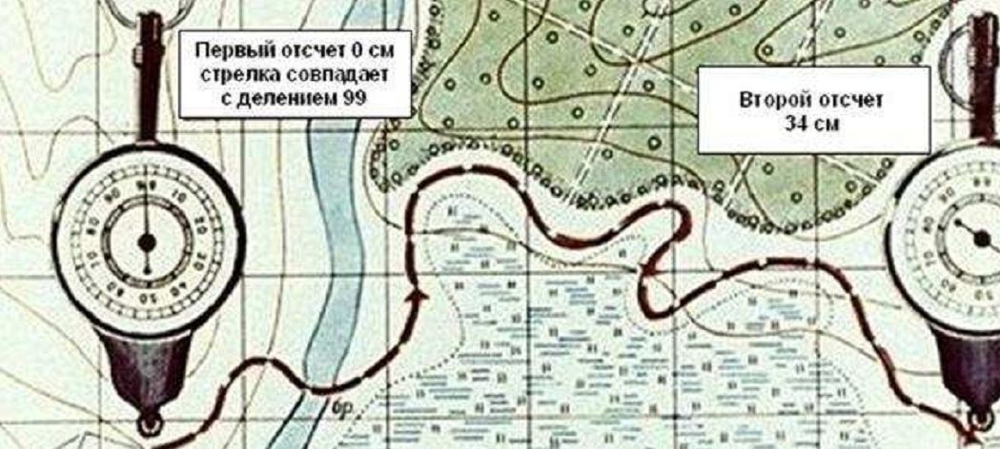 Первый отсчет 0 см
стрелка совпадает
с делением 99
Второй отсчет
34 см
бр.